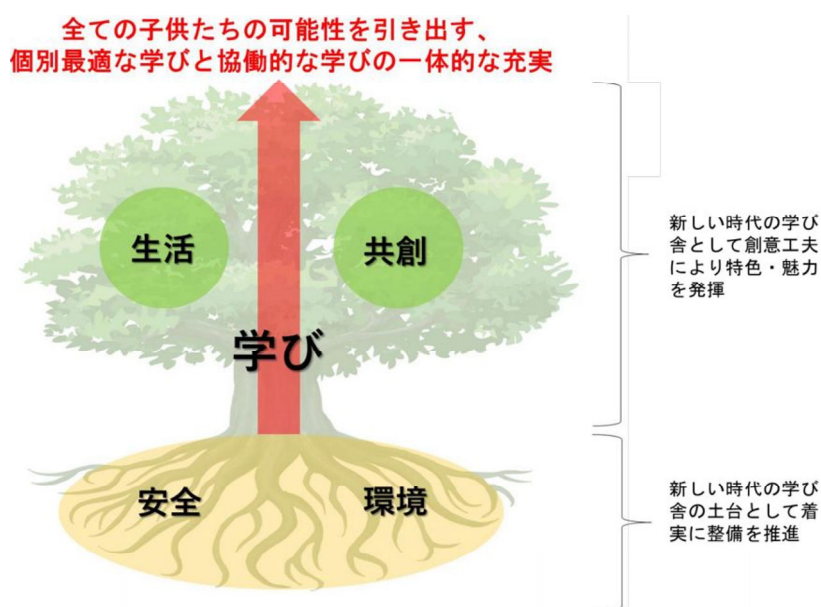 全ての子供たちの可能性を引き出す、
個別最適な学びと協働的な学びの一体的な充実
生活
共創
学び
新しい時代の学び
舎として創意工夫
により特色・魅力
を発揮
安全
環境
新しい時代の学び
舎の土台として着
実に整備を推進